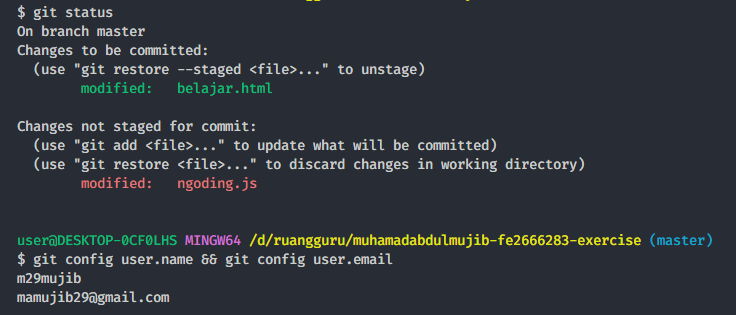 $ git status
On branch master
Changes to be committed:
  (use "git restore --staged <file>..." to unstage)
        modified:   belajar.html

Changes not staged for commit:
  (use "git add <file>..." to update what will be committed)
  (use "git restore <file>..." to discard changes in working directory)
        modified:   ngoding.js

user@DESKTOP-0CF0LHS MINGW64 /d/ruangguru/muhamadabdulmujib-fe2666283-exercise (master)
$ git config user.name && git config user.email
m29mujib
mamujib29@gmail.com